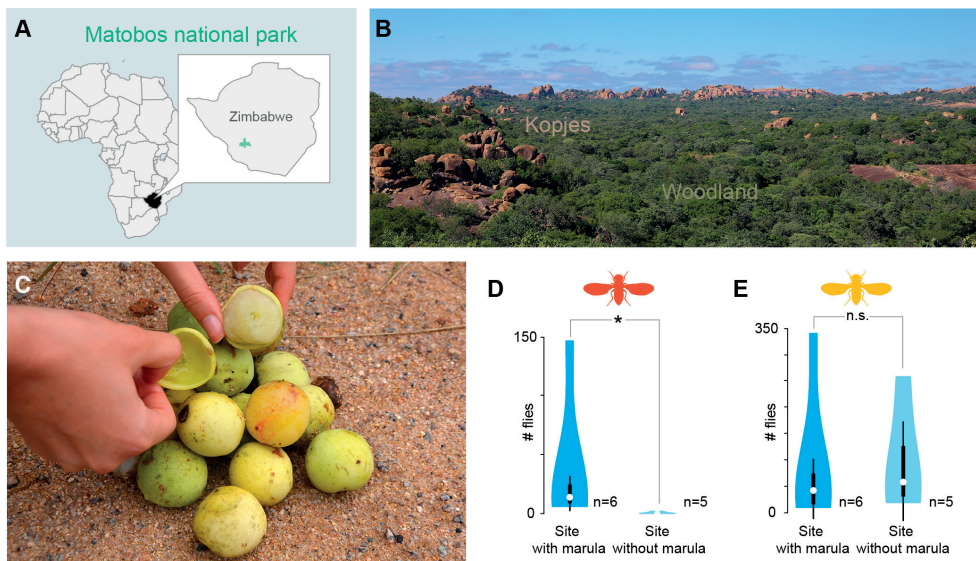 A
Matobos national park
Zimbabwe
B
Kopjes
Woodland
C
D
*
150
# flies
0
n=6
n=5
Site
with marula
Site
without marula
E
n.s.
350
# flies
0
n=6
n=5
Site
with marula
Site
without marula